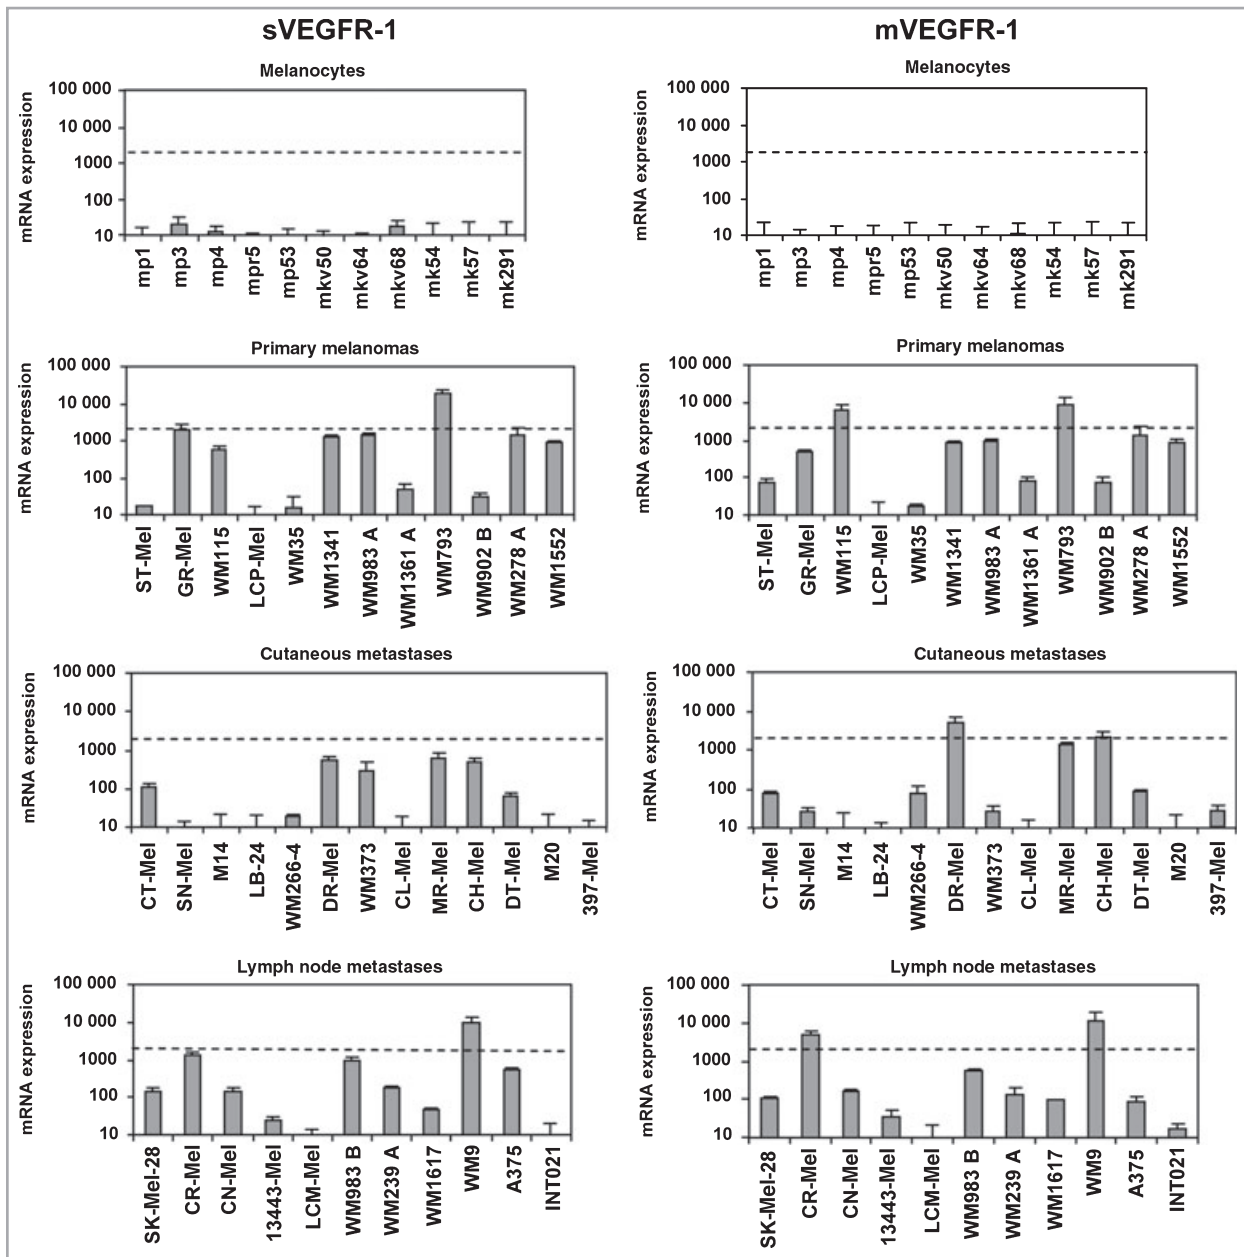 sVEGFR-1
mVEGFR-1
Melanocytes
mRNA expression
100 000
10 000
1000
100
10
mp1
mp3
mp4
mpr5
mp53
mkv50
mkv64
mkv68
mk54
mk57
mk291
Melanocytes
mRNA expression
100 000
10 000
1000
100
10
mp1
mp3
mp4
mpr5
mp53
mkv50
mkv64
mkv68
mk54
mk57
mk291
Primary melanomas
mRNA expression
100 000
10 000
1000
100
10
ST-Mel
GR-Mel
WM115
LCP-Mel
WM35
WM1341
WM983 A
WM1361 A
WM793
WM902 B
WM278 A
WM1552
Primary melanomas
mRNA expression
100 000
10 000
1000
100
10
ST-Mel
GR-Mel
WM115
LCP-Mel
WM35
WM1341
WM983 A
WM1361 A
WM793
WM902 B
WM278 A
WM1552
Cutaneous metastases
mRNA expression
100 000
10 000
1000
100
10
CT-Mel
SN-Mel
M14
LB-24
WM266-4
DR-Mel
WM373
CL-Mel
MR-Mel
CH-Mel
DT-Mel
M20
397-Mel
Cutaneous metastases
mRNA expression
100 000
10 000
1000
100
10
CT-Mel
SN-Mel
M14
LB-24
WM266-4
DR-Mel
WM373
CL-Mel
MR-Mel
CH-Mel
DT-Mel
M20
397-Mel
Lymph node metastases
mRNA expression
100 000
10 000
1000
100
10
SK-Mel-28
CR-Mel
CN-Mel
13443-Mel
LCM-Mel
WM983 B
WM239 A
WM1617
WM9
A375
INT021
Lymph node metastases
mRNA expression
100 000
10 000
1000
100
10
SK-Mel-28
CR-Mel
CN-Mel
13443-Mel
LCM-Mel
WM983 B
WM239 A
WM1617
WM9
A375
INT021